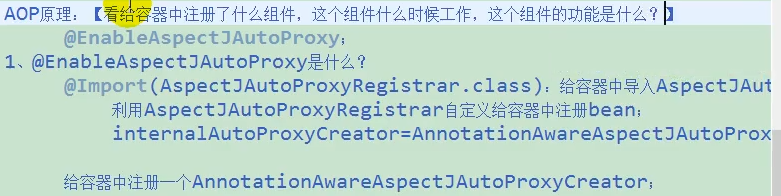 AOP原理：【看给容器中注册了什么组件，这个组件什么时候工作，这个组件的功能是什么？】
@EnableAspectJAutoProxy；
1、@EnableAspectJAutoProxy是什么？
@Import(AspectJAutoProxyRegistrar.class)：给容器中导入AspectJAut
利用AspectJAutoProxyRegistrar自定义给容器中注册bean；
internalAutoProxyCreator=AnnotationAwareAspectJAutoProx
给容器中注册一个AnnotationAwareAspectJAutoProxyCreator；